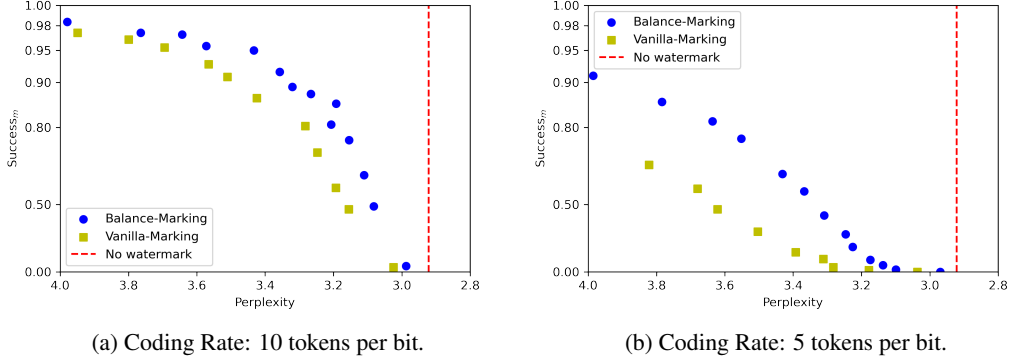 1.00
0.98
0.95
0.90
0.80
0.50
0.00
Success_m
4.0 3.8 3.6 3.4 3.2 3.0 2.8
Perplexity
Balance-Marking
Vanilla-Marking
No watermark
(a) Coding Rate: 10 tokens per bit.
1.00
0.98
0.95
0.90
0.80
0.50
0.00
Success_m
4.0 3.8 3.6 3.4 3.2 3.0 2.8
Perplexity
Balance-Marking
Vanilla-Marking
No watermark
(b) Coding Rate: 5 tokens per bit.